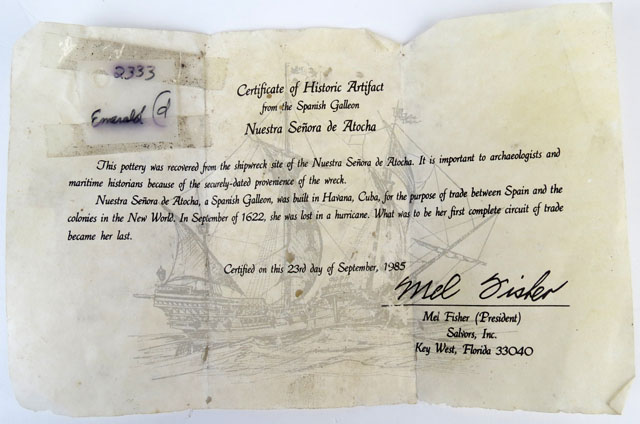 2333
Emerald
Certificate of Historic Artifact
from the Spanish Galleon
Nuestra Señora de Atocha
This pottery was recovered from the shipwreck site of the Nuestra Señora de Atocha. It is important to archaeologists and
maritime historians because of the securely-dated provenience of the wreck.
Nuestra Señora de Atocha, a Spanish Galleon, was built in Havana, Cuba, for the purpose of trade between Spain and the
colonies in the New World. In September of 1622, she was lost in a hurricane. What was to be her first complete circuit of trade
became her last.
Certified on this 23rd day of September, 1985
Mel Fisher
Mel Fisher (President)
Salvors, Inc.
Key West, Florida 33040